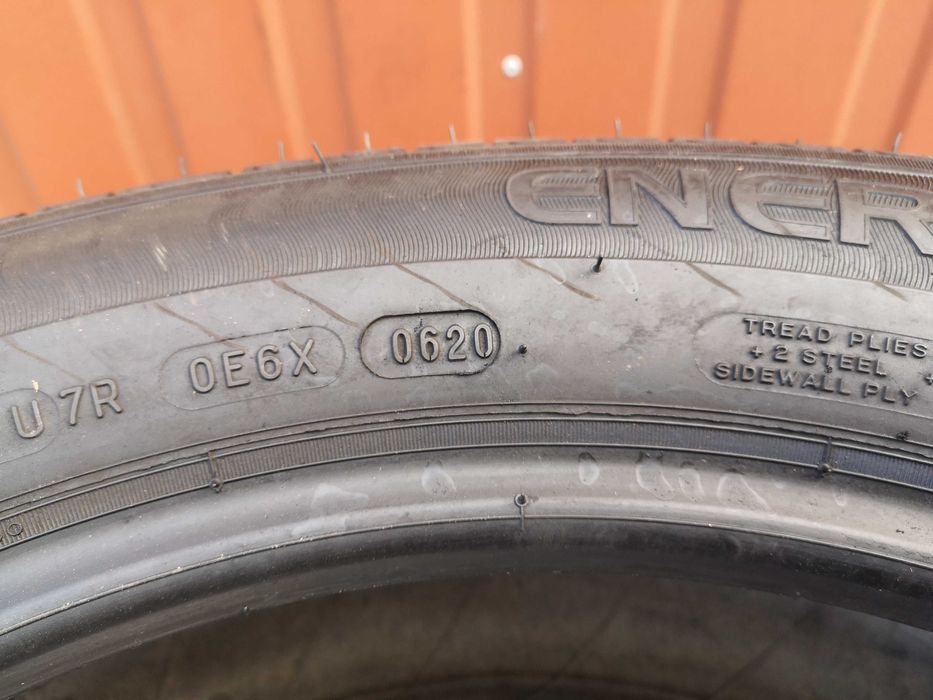 ENER
U7R 0E6X 0620
TREAD PLIES
+ 2 STEEL +
SIDEWALL PLY